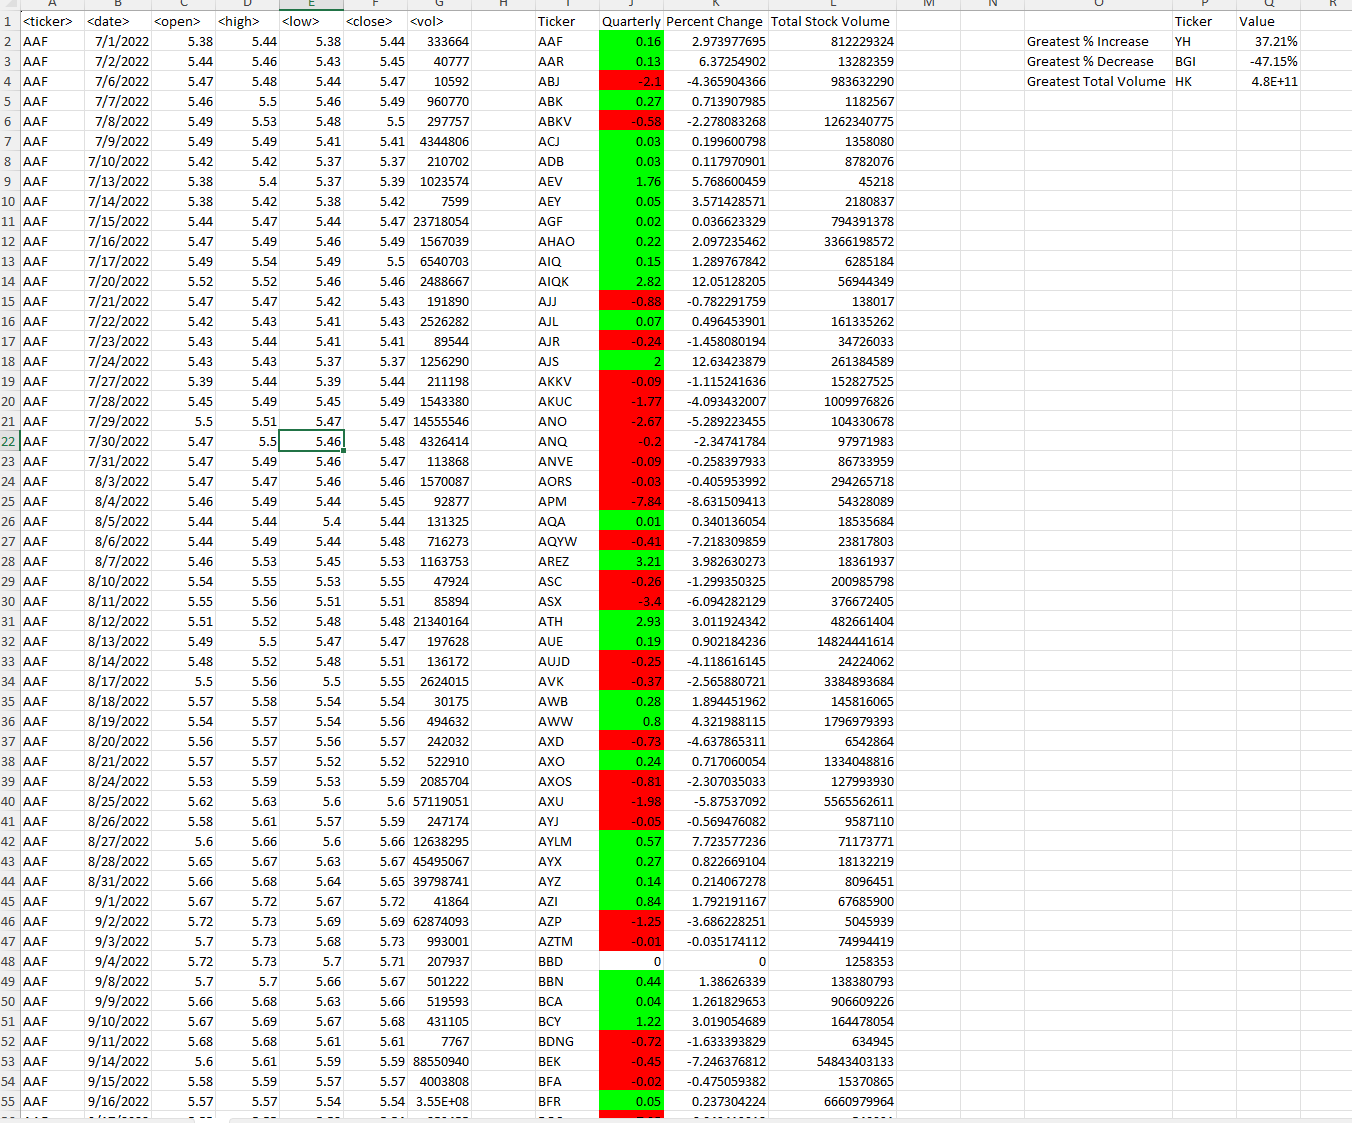 A B C D E F G H I J K L M N O P Q R
1 <ticker> <date> <open> <high> <low> <close> <vol> Ticker Quarterly Percent Change Total Stock Volume Ticker Value
2 AAF 7/1/2022 5.38 5.44 5.38 5.44 333664 AAF 0.16 2.973977695 812229324 Greatest % Increase YH 37.21%
3 AAF 7/2/2022 5.44 5.46 5.43 5.45 40777 AAR 0.13 6.37254902 13282359 Greatest % Decrease BGI -47.15%
4 AAF 7/6/2022 5.47 5.48 5.44 5.47 10592 ABJ -2.1 -4.365904366 983632290 Greatest Total Volume HK 4.8E+11
5 AAF 7/7/2022 5.46 5.5 5.46 5.49 960770 ABK 0.27 0.713907985 1182567
6 AAF 7/8/2022 5.49 5.53 5.48 5.5 297757 ABKV -0.58 -2.278083268 1262340775
7 AAF 7/9/2022 5.49 5.49 5.41 5.41 4344806 ACJ 0.03 0.199600798 1358080
8 AAF 7/10/2022 5.42 5.42 5.37 5.37 210702 ADB 0.03 0.117970901 8782076
9 AAF 7/13/2022 5.38 5.4 5.37 5.39 1023574 AEV 1.76 5.768600459 45218
10 AAF 7/14/2022 5.38 5.42 5.38 5.42 7599 AEY 0.05 3.571428571 2180837
11 AAF 7/15/2022 5.44 5.47 5.44 5.47 23718054 AGF 0.02 0.036623329 794391378
12 AAF 7/16/2022 5.47 5.49 5.46 5.49 1567039 AHAO 0.22 2.097235462 3366198572
13 AAF 7/17/2022 5.49 5.54 5.49 5.5 6540703 AIQ 0.15 1.289767842 6285184
14 AAF 7/20/2022 5.52 5.52 5.46 5.46 2488667 AIQK 2.82 12.05128205 56944349
15 AAF 7/21/2022 5.47 5.47 5.42 5.43 191890 AJJ -0.88 -0.782291759 138017
16 AAF 7/22/2022 5.42 5.43 5.41 5.43 2526282 AJL 0.07 0.496453901 161335262
17 AAF 7/23/2022 5.43 5.44 5.41 5.41 89544 AJR -0.24 -1.458080194 34726033
18 AAF 7/24/2022 5.43 5.43 5.37 5.37 1256290 AJS 2 12.63423879 261384589
19 AAF 7/27/2022 5.39 5.44 5.39 5.44 211198 AKKV -0.09 -1.115241636 152827525
20 AAF 7/28/2022 5.45 5.49 5.45 5.49 1543380 AKUC -1.77 -4.093432007 1009976826
21 AAF 7/29/2022 5.5 5.51 5.47 5.47 14555546 ANO -2.67 -5.289223455 104330678
22 AAF 7/30/2022 5.47 5.5 5.46 5.48 4326414 ANQ -0.2 -2.34741784 97971983
23 AAF 7/31/2022 5.47 5.49 5.46 5.47 113868 ANVE -0.09 -0.258397933 86733959
24 AAF 8/3/2022 5.47 5.47 5.46 5.46 1570087 AORS -0.03 -0.405953992 294265718
25 AAF 8/4/2022 5.46 5.49 5.44 5.45 92877 APM -7.84 -8.631509413 54328089
26 AAF 8/5/2022 5.44 5.44 5.4 5.44 131325 AQA 0.01 0.340136054 18535684
27 AAF 8/6/2022 5.44 5.49 5.44 5.48 716273 AQYW -0.41 -7.218309859 23817803
28 AAF 8/7/2022 5.46 5.53 5.45 5.53 1163753 AREZ 3.21 3.982630273 18361937
29 AAF 8/10/2022 5.54 5.55 5.53 5.55 47924 ASC -0.26 -1.299350325 200985798
30 AAF 8/11/2022 5.55 5.56 5.51 5.51 85894 ASX -3.4 -6.094282129 376672405
31 AAF 8/12/2022 5.51 5.52 5.48 5.48 21340164 ATH 2.93 3.011924342 482661404
32 AAF 8/13/2022 5.49 5.5 5.47 5.47 197628 AUE 0.19 0.902184236 14824441614
33 AAF 8/14/2022 5.48 5.52 5.48 5.51 136172 AUJD -0.25 -4.118616145 24224062
34 AAF 8/17/2022 5.5 5.56 5.5 5.55 2624015 AVK -0.37 -2.565880721 3384893684
35 AAF 8/18/2022 5.57 5.58 5.54 5.54 30175 AWB 0.28 1.894451962 145816065
36 AAF 8/19/2022 5.54 5.57 5.54 5.56 494632 AWW 0.8 4.321988115 1796979393
37 AAF 8/20/2022 5.56 5.57 5.56 5.57 242032 AXD -0.73 -4.637865311 6542864
38 AAF 8/21/2022 5.57 5.57 5.52 5.52 522910 AXO 0.24 0.717060054 1334048816
39 AAF 8/24/2022 5.53 5.59 5.53 5.59 2085704 AXOS -0.81 -2.307035033 127993930
40 AAF 8/25/2022 5.62 5.63 5.6 5.6 57119051 AXU -1.98 -5.87537092 5565562611
41 AAF 8/26/2022 5.58 5.61 5.57 5.59 247174 AYJ -0.05 -0.569476082 9587110
42 AAF 8/27/2022 5.6 5.66 5.6 5.66 12638295 AYLM 0.57 7.723577236 71173771
43 AAF 8/28/2022 5.65 5.67 5.63 5.67 45495067 AYX 0.27 0.822669104 18132219
44 AAF 8/31/2022 5.66 5.68 5.64 5.65 39798741 AYZ 0.14 0.214067278 8096451
45 AAF 9/1/2022 5.67 5.72 5.67 5.72 41864 AZI 0.84 1.792191167 67685900
46 AAF 9/2/2022 5.72 5.73 5.69 5.69 62874093 AZP -1.25 -3.686228251 5045939
47 AAF 9/3/2022 5.7 5.73 5.68 5.73 993001 AZTM -0.01 -0.035174112 74994419
48 AAF 9/4/2022 5.72 5.73 5.7 5.71 207937 BBD 0 0 1258353
49 AAF 9/8/2022 5.7 5.7 5.66 5.67 501222 BBN 0.44 1.38626339 138380793
50 AAF 9/9/2022 5.66 5.68 5.63 5.66 519593 BCA 0.04 1.261829653 906609226
51 AAF 9/10/2022 5.67 5.69 5.67 5.68 431105 BCY 1.22 3.019054689 164478054
52 AAF 9/11/2022 5.68 5.68 5.61 5.61 7767 BDNG -0.72 -1.633393829 634945
53 AAF 9/14/2022 5.6 5.61 5.59 5.59 88550940 BEK -0.45 -7.246376812 54843403133
54 AAF 9/15/2022 5.58 5.59 5.57 5.57 4003808 BFA -0.02 -0.475059382 15370865
55 AAF 9/16/2022 5.57 5.57 5.54 5.54 3.55E+08 BFR 0.05 0.237304224 6660979964